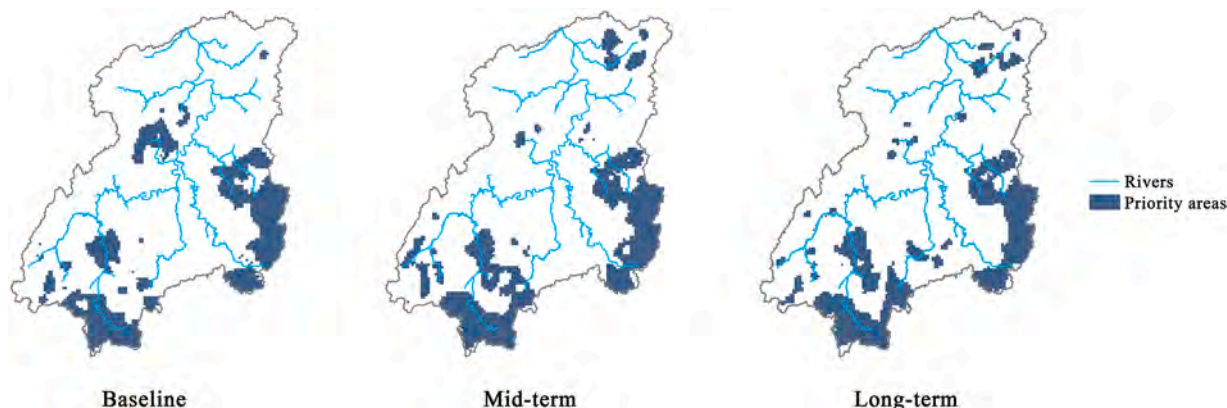 Rivers
Priority areas
Baseline
Mid-term
Long-term